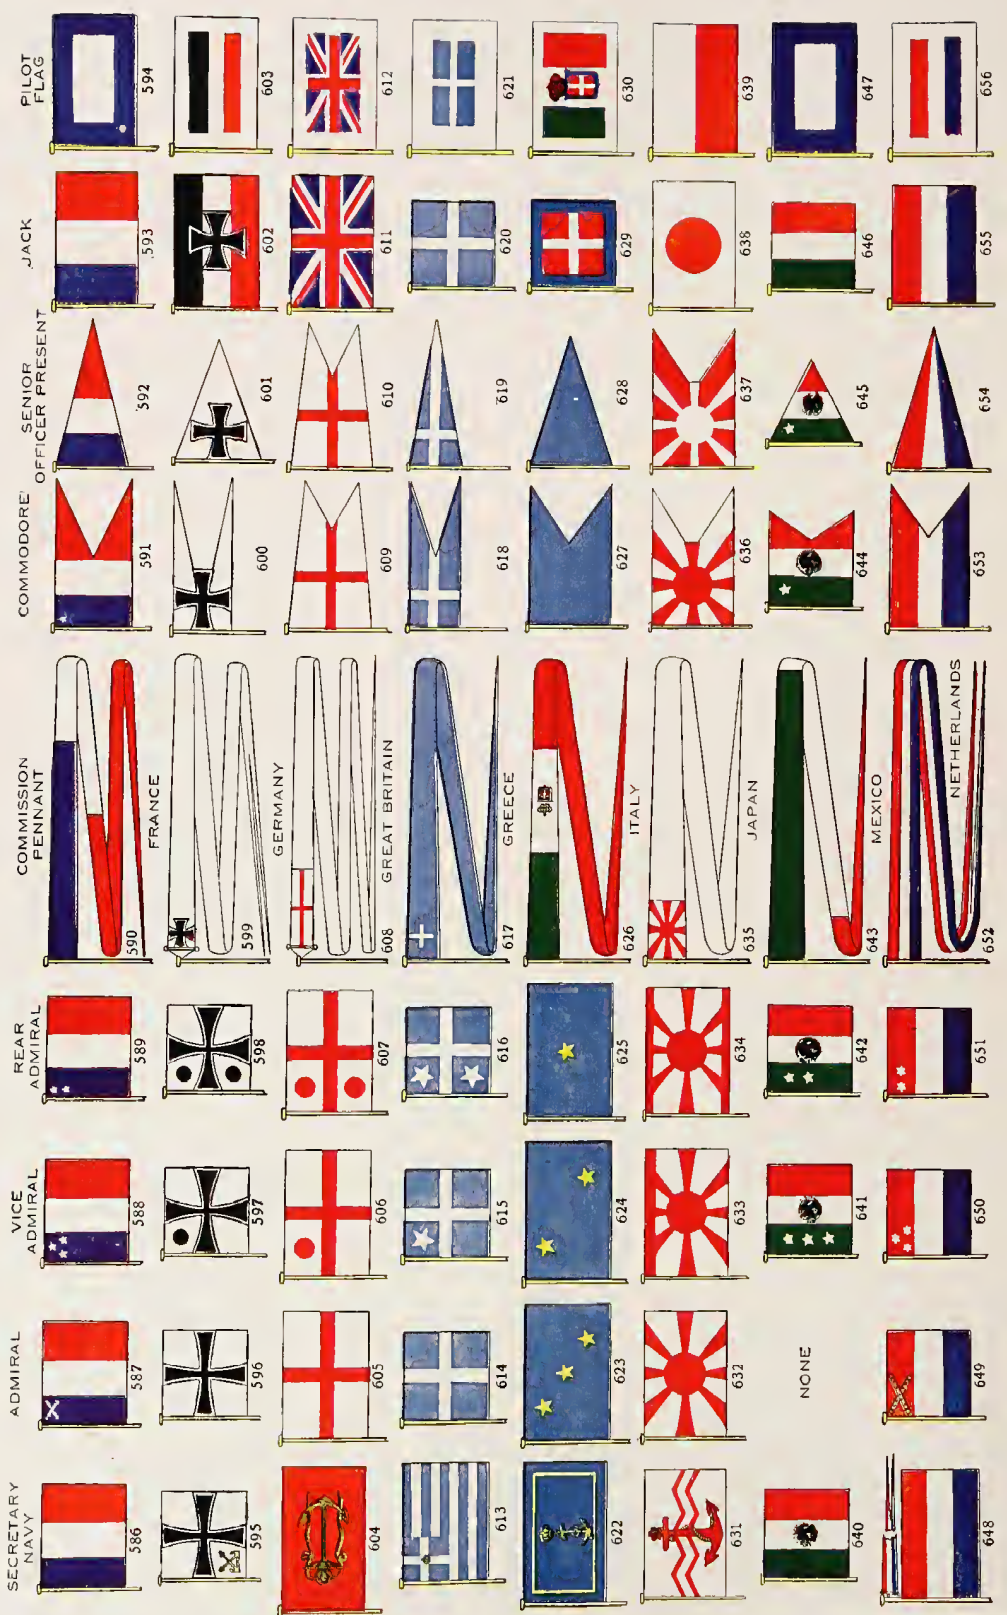 SECRETARY
NAVY
ADMIRAL
VICE
ADMIRAL
REAR
ADMIRAL
COMMISSION
PENNANT
COMMODORE
SENIOR
OFFICER PRESENT
JACK
PILOT
FLAG
586 587 588 589 590 591 592 593 594
FRANCE
595 596 597 598 599 600 601 602 603
GERMANY
604 605 606 607 608 609 610 611 612
GREAT BRITAIN
613 614 615 616 617 618 619 620 621
GREECE
622 623 624 625 626 627 628 629 630
ITALY
631 632 633 634 635 636 637 638 639
JAPAN
NONE
640 641 642 643 644 645 646 647
MEXICO
NETHERLANDS
648 649 650 651 652 653 654 655 656